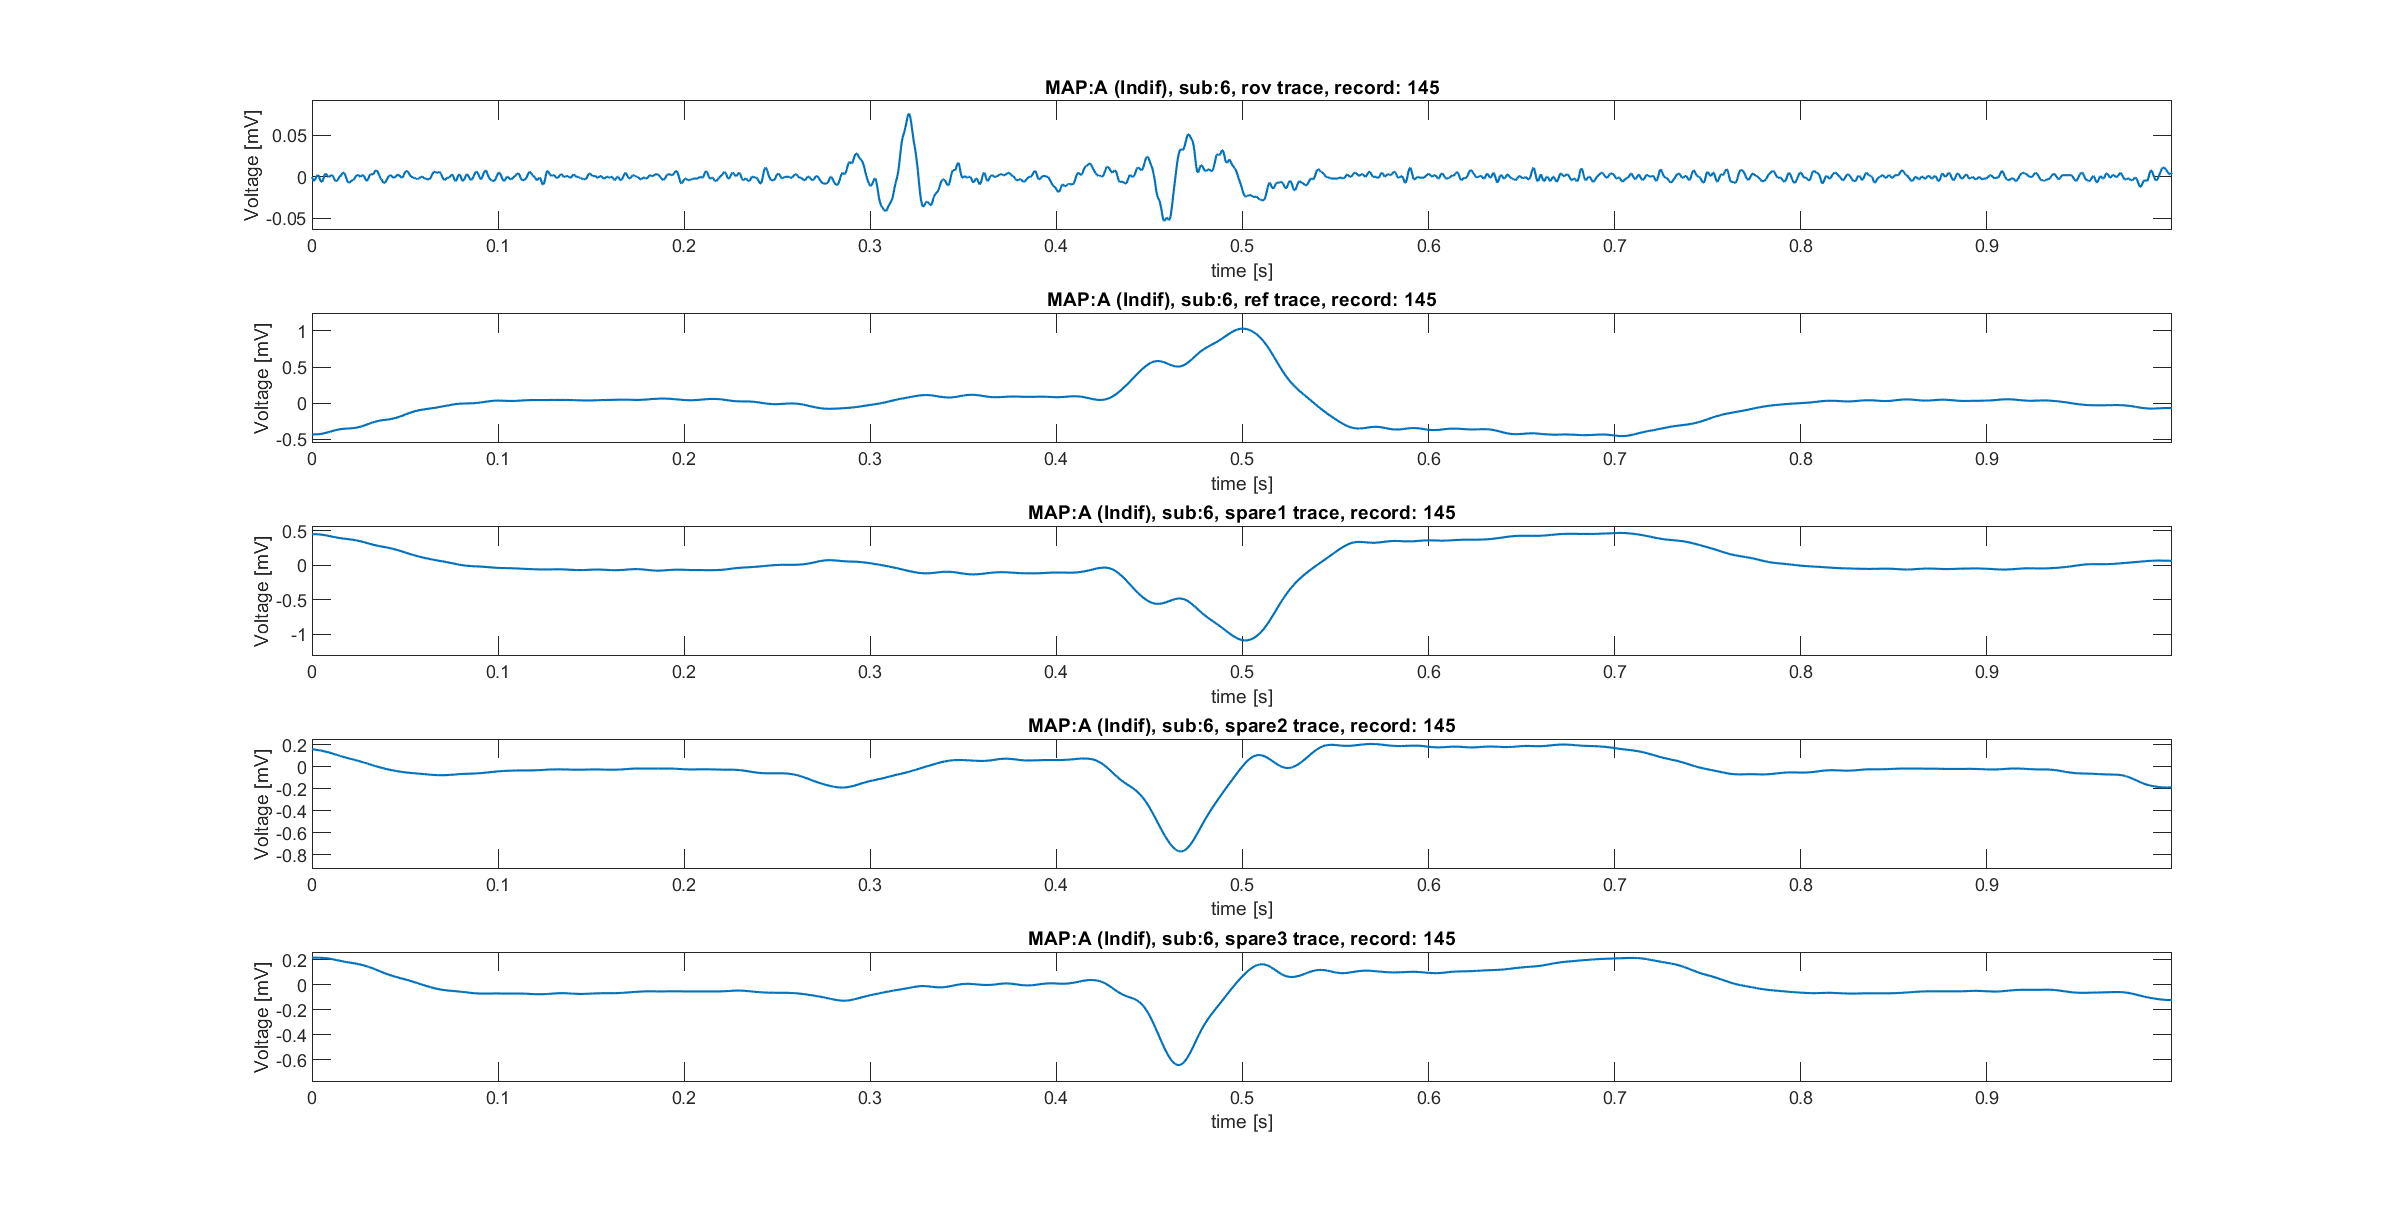 MAP:A (Indif), sub:6, rov trace, record: 145
Voltage [mV]
0.05
0
-0.05
0 0.1 0.2 0.3 0.4 0.5 0.6 0.7 0.8 0.9
time [s]
MAP:A (Indif), sub:6, ref trace, record: 145
Voltage [mV]
1
0.5
0
-0.5
0 0.1 0.2 0.3 0.4 0.5 0.6 0.7 0.8 0.9
time [s]
MAP:A (Indif), sub:6, spare1 trace, record: 145
Voltage [mV]
0.5
0
-0.5
-1
0 0.1 0.2 0.3 0.4 0.5 0.6 0.7 0.8 0.9
time [s]
MAP:A (Indif), sub:6, spare2 trace, record: 145
Voltage [mV]
0.2
0
-0.2
-0.4
-0.6
-0.8
0 0.1 0.2 0.3 0.4 0.5 0.6 0.7 0.8 0.9
time [s]
MAP:A (Indif), sub:6, spare3 trace, record: 145
Voltage [mV]
0.2
0
-0.2
-0.4
-0.6
0 0.1 0.2 0.3 0.4 0.5 0.6 0.7 0.8 0.9
time [s]